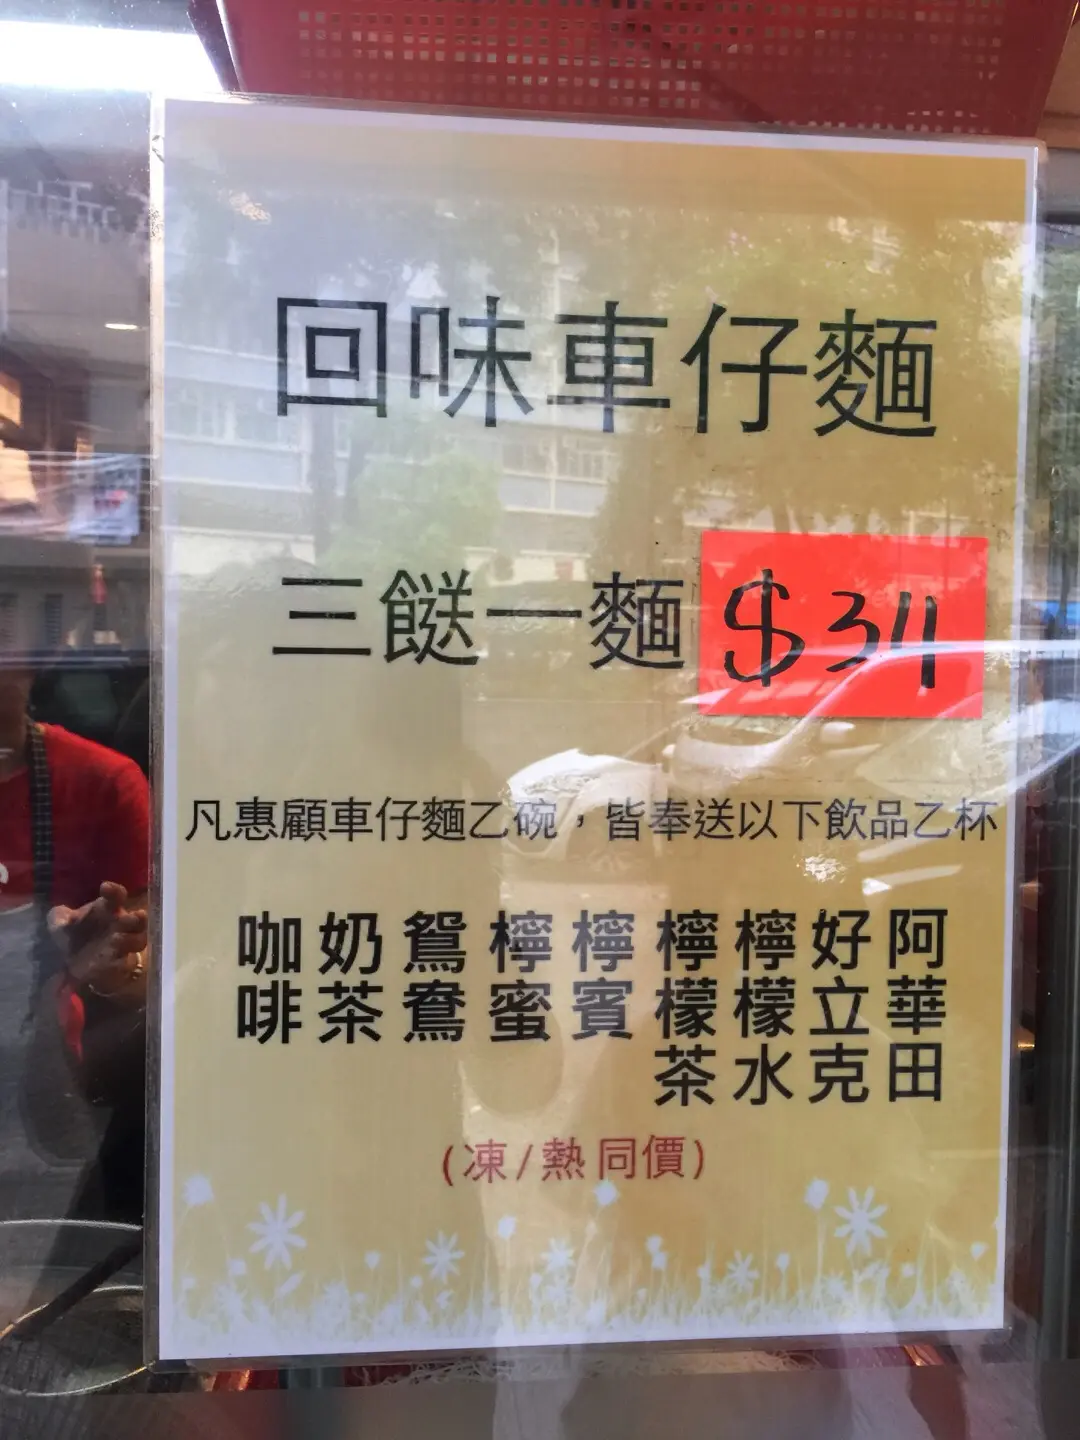 回味車仔麵
三餸一麵 $34
凡惠顧車仔麵乙碗，皆奉送以下飲品乙杯
咖啡 奶茶 鴛鴦 檸蜜 檸賓 檸檬茶 檸檬水 好立克 阿華田
(凍/熱同價)